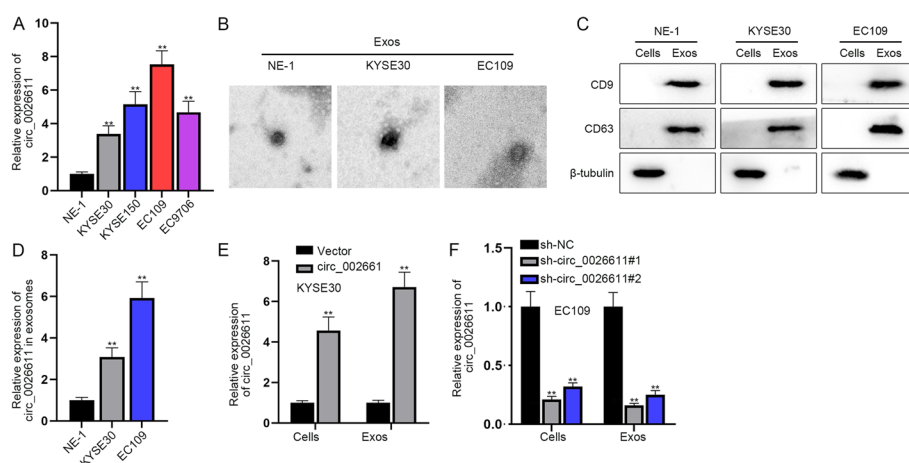 A
Relative expression of
circ_0026611
10
8
6
4
2
0
**
**
**
**
NE-1
KYSE30
KYSE150
EC109
EC9706
B
Exos
NE-1
KYSE30
EC109
C
NE-1
KYSE30
EC109
Cells Exos
Cells Exos
Cells Exos
CD9
CD63
β-tubulin
D
Relative expression of
circ_0026611 in exosomes
8
6
4
2
0
**
**
NE-1
KYSE30
EC109
E
Vector
circ_002661
KYSE30
Relative expression
of circ_0026611
8
6
4
2
0
**
**
Cells
Exos
F
sh-NC
sh-circ_0026611#1
sh-circ_0026611#2
EC109
Relative expression of
circ_0026611
1.5
1.0
0.5
0.0
**
**
**
**
Cells
Exos